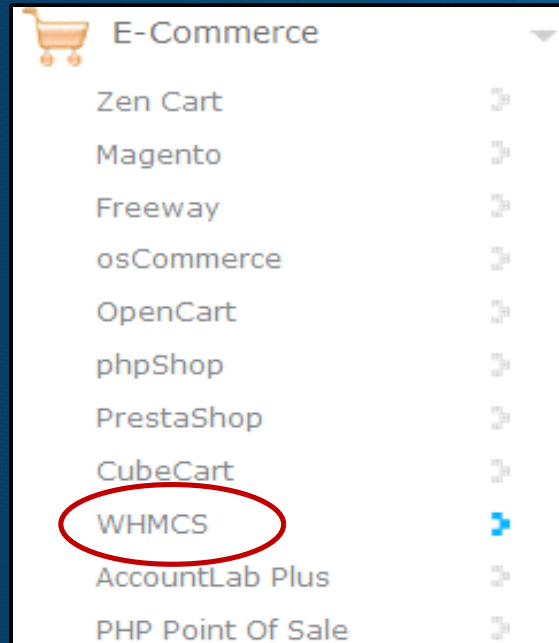 E-Commerce
Zen Cart
Magento
Freeway
osCommerce
OpenCart
phpShop
PrestaShop
CubeCart
WHMCS
AccountLab Plus
PHP Point Of Sale